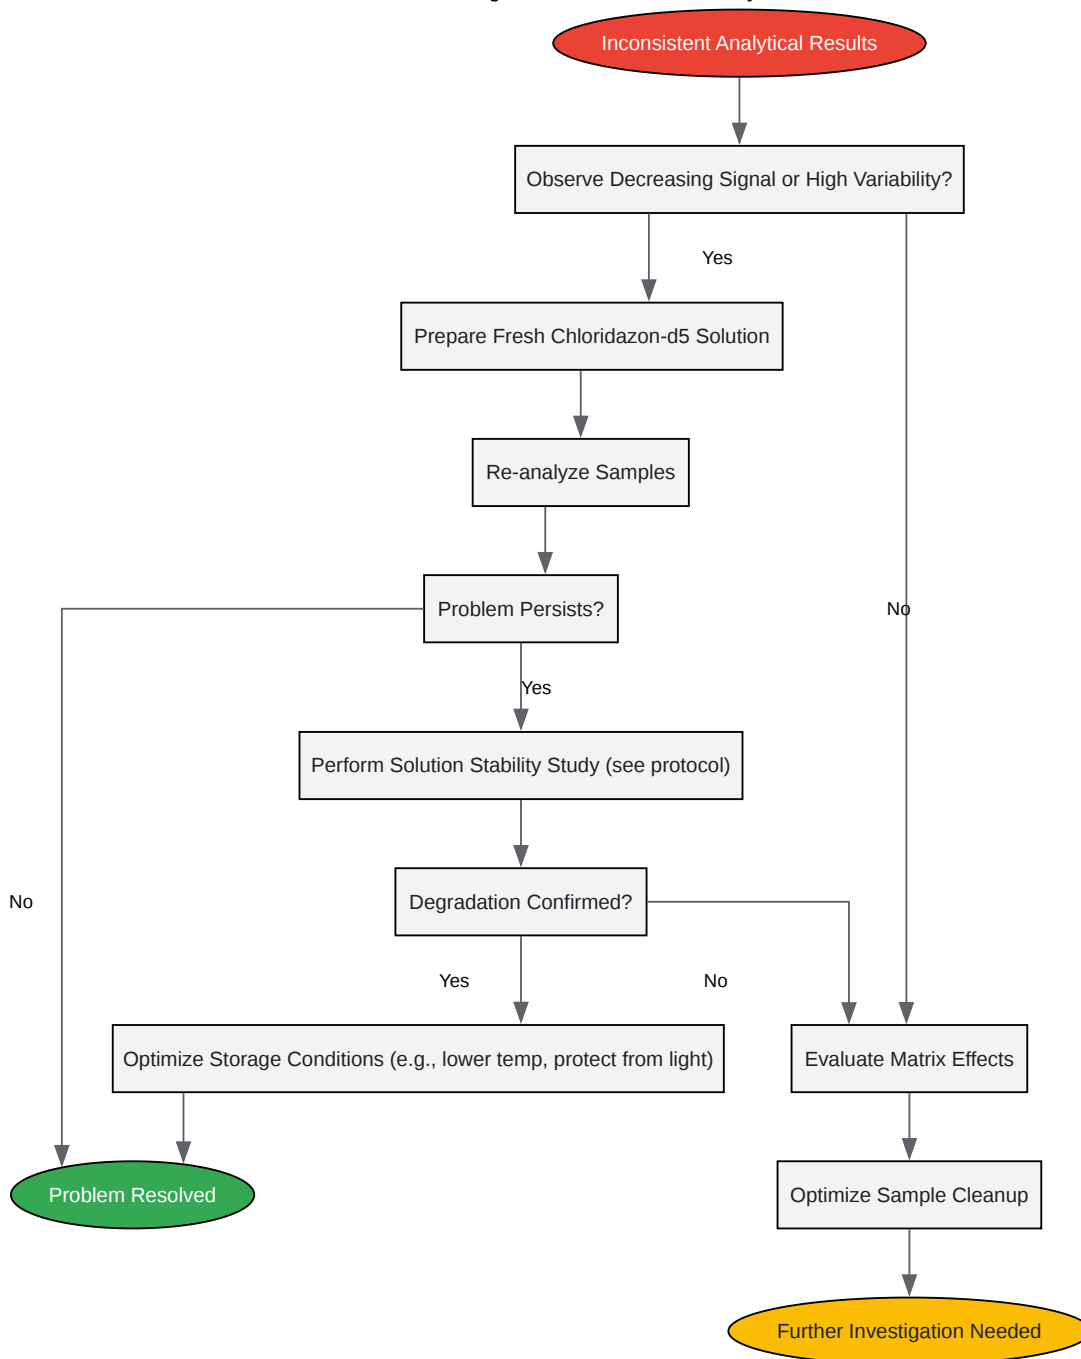 Inconsistent Analytical Results
Observe Decreasing Signal or High Variability?
Yes
Prepare Fresh Chloridazon-d5 Solution
Re-analyze Samples
Problem Persists?
No
Yes
Perform Solution Stability Study (see protocol)
No
Degradation Confirmed?
Yes
No
Optimize Storage Conditions (e.g., lower temp, protect from light)
Evaluate Matrix Effects
Problem Resolved
Optimize Sample Cleanup
Further Investigation Needed